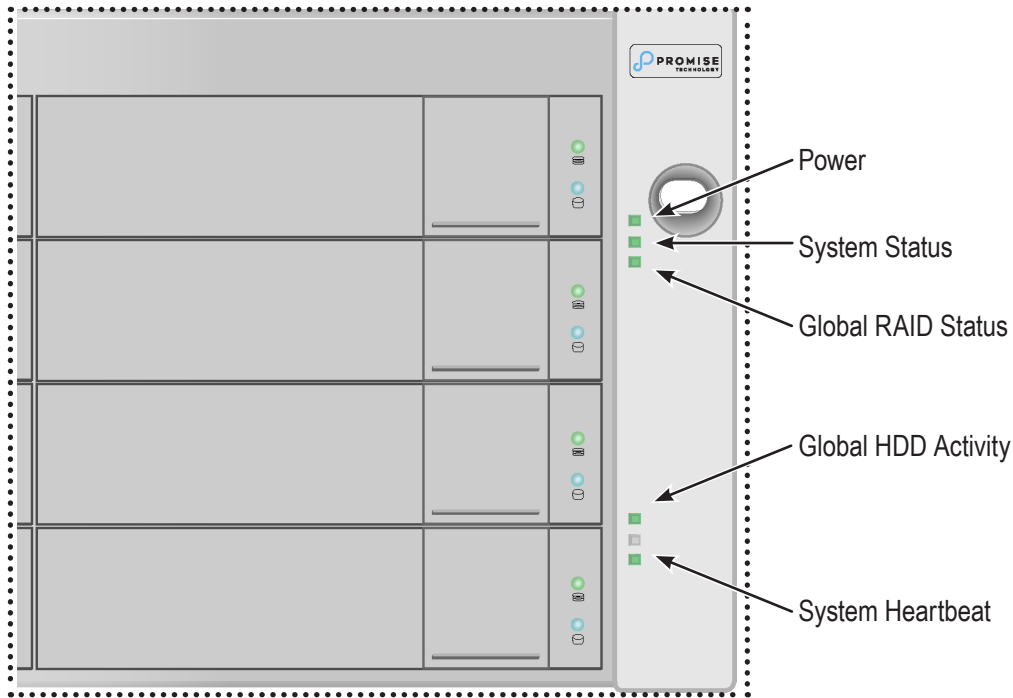 PROMISE
TECHNOLOGY
Power
System Status
Global RAID Status
Global HDD Activity
System Heartbeat